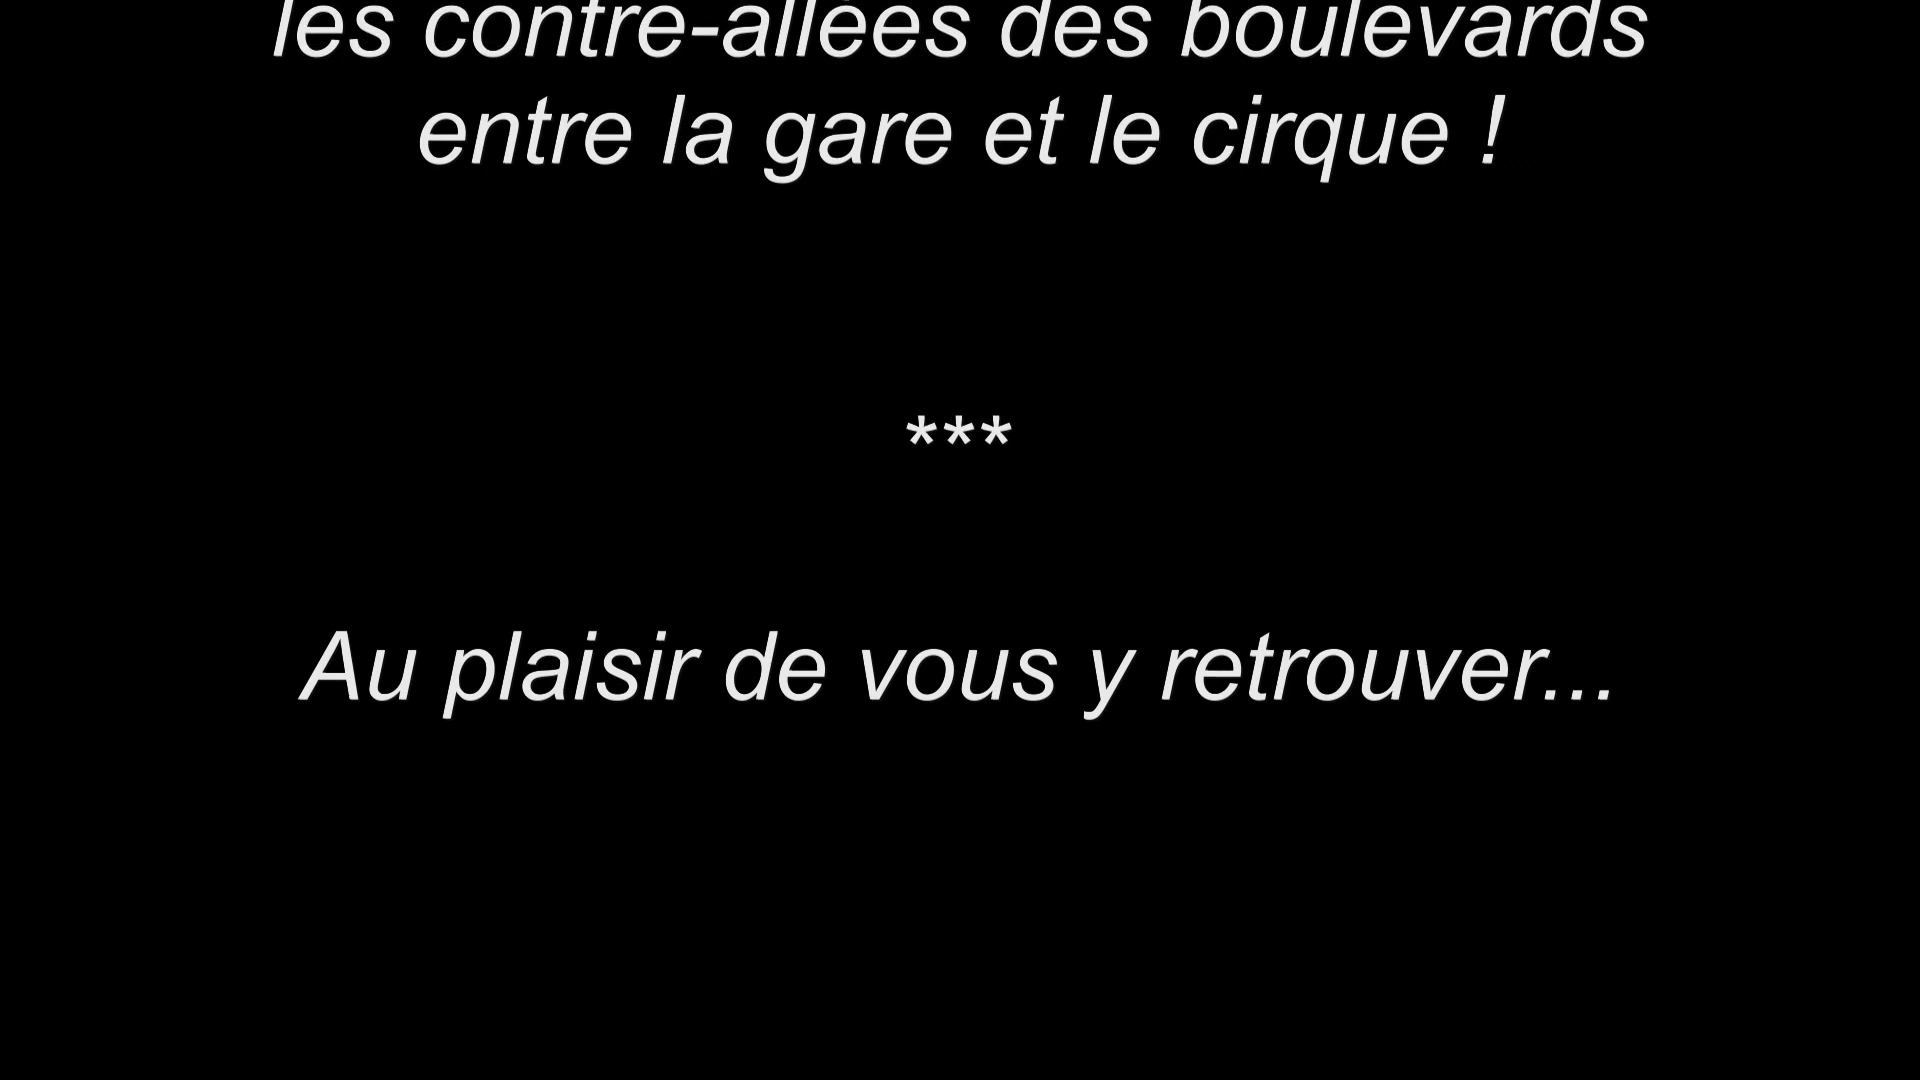 les contre-allées des boulevards
entre la gare et le cirque !
***
Au plaisir de vous y retrouver...